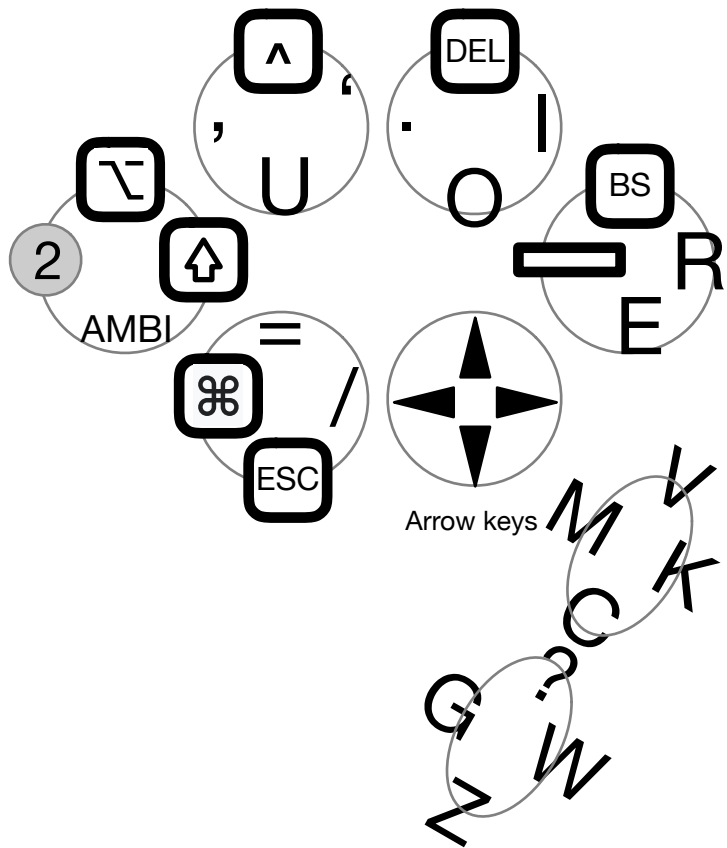 ^
DEL
‘
, . |
⌥ BS
U O
2 ⇧ R
AMBI E
=
⌘ /
ESC
Arrow keys
V
M
K
C
?
G
W
Z